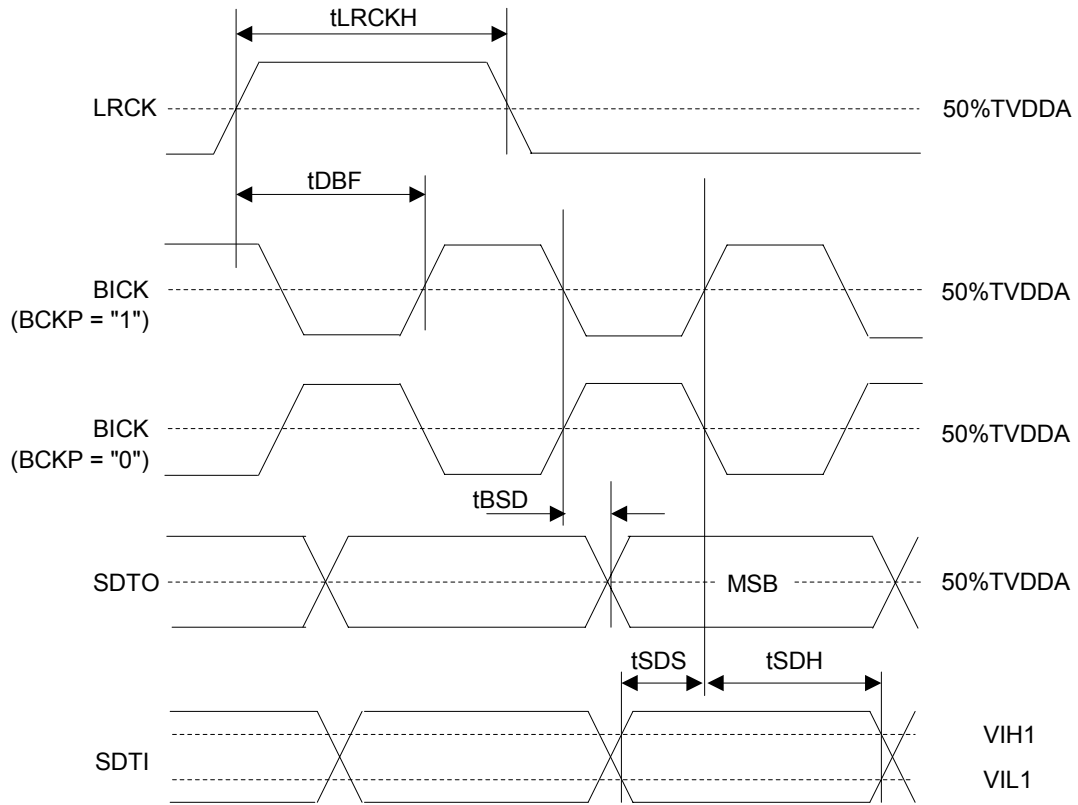 tLRCKH
LRCK
50%TVDDA
tDBF
BICK
(BCKP = "1")
50%TVDDA
BICK
(BCKP = "0")
50%TVDDA
tBSD
SDTO
MSB
50%TVDDA
tSDS
tSDH
SDTI
VIH1
VIL1